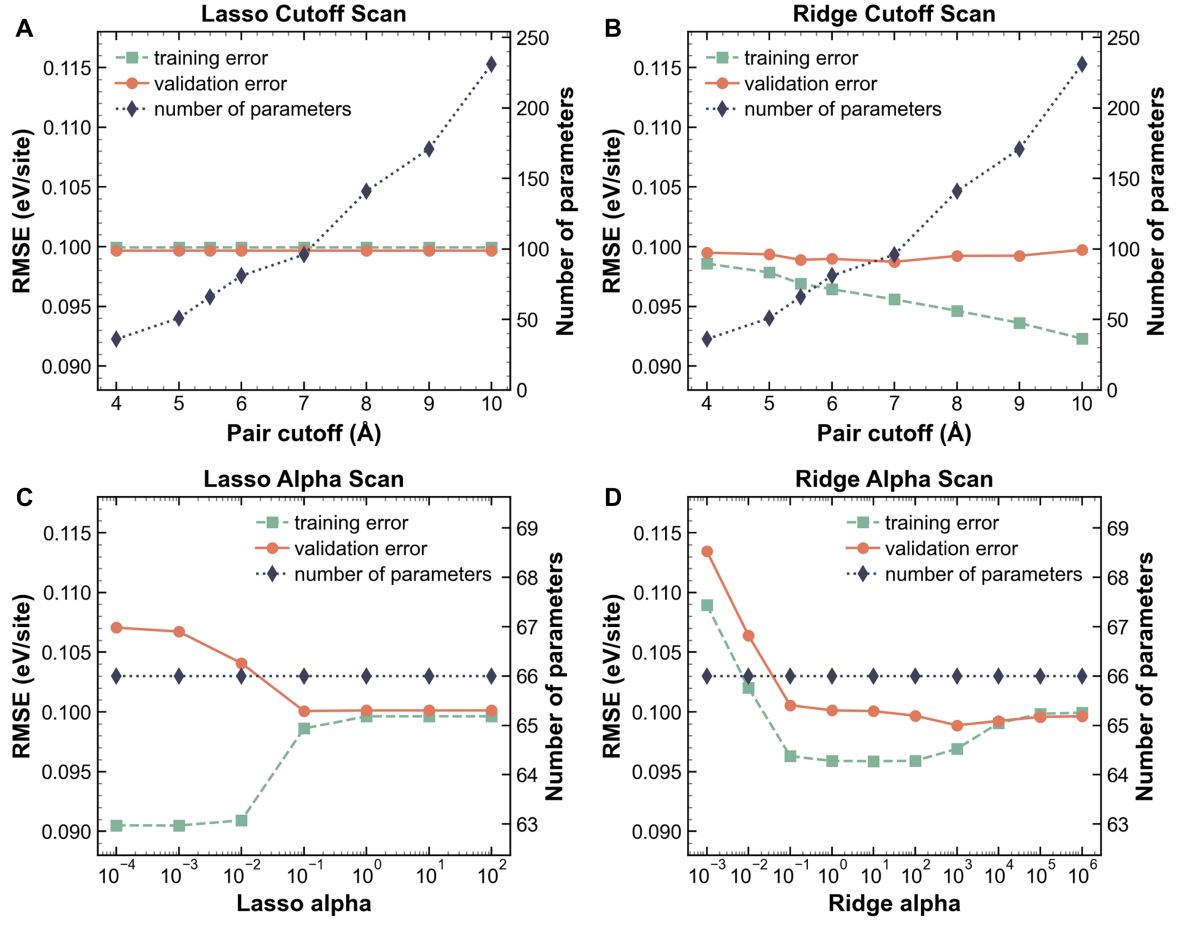 A
Lasso Cutoff Scan
training error
validation error
number of parameters
RMSE (eV/site)
0.115
0.110
0.105
0.100
0.095
0.090
250
200
150
100
50
0
Number of parameters
4 5 6 7 8 9 10
Pair cutoff (Å)
B
Ridge Cutoff Scan
training error
validation error
number of parameters
RMSE (eV/site)
0.115
0.110
0.105
0.100
0.095
0.090
250
200
150
100
50
0
Number of parameters
4 5 6 7 8 9 10
Pair cutoff (Å)
C
Lasso Alpha Scan
training error
validation error
number of parameters
RMSE (eV/site)
0.115
0.110
0.105
0.100
0.095
0.090
69
68
67
66
65
64
63
Number of parameters
10⁻⁴ 10⁻³ 10⁻² 10⁻¹ 10⁰ 10¹ 10²
Lasso alpha
D
Ridge Alpha Scan
training error
validation error
number of parameters
RMSE (eV/site)
0.115
0.110
0.105
0.100
0.095
0.090
69
68
67
66
65
64
63
Number of parameters
10⁻³ 10⁻² 10⁻¹ 10⁰ 10¹ 10² 10³ 10⁴ 10⁵ 10⁶
Ridge alpha